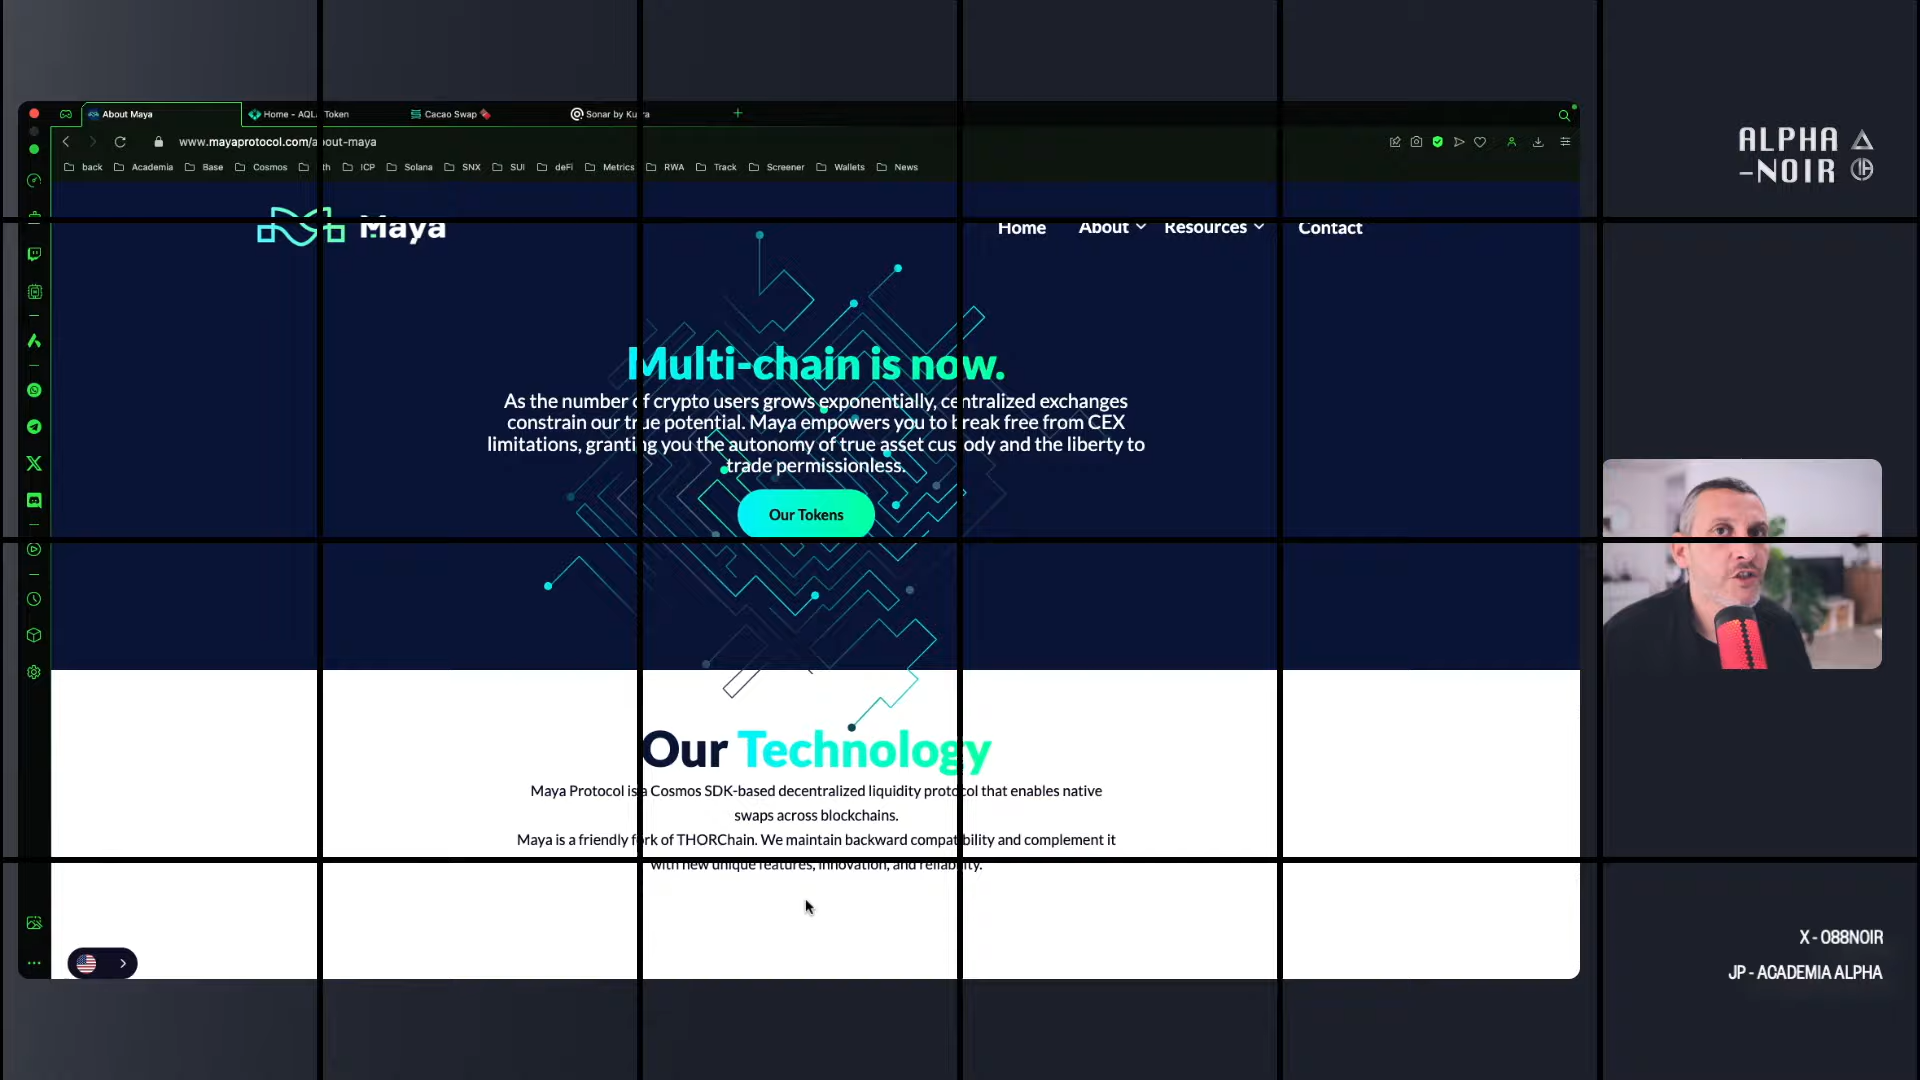 About Maya
Home - AQL Token
Cacao Swap
Sonar by Ku ra
www.mayaprotocol.com/about-maya
back
Academia
Base
Cosmos
ICP
Solana
SNX
SUI
deFi
Metrics
RWA
Track
Screener
Wallets
News
ALPHA
-NOIR
Maya
Home
About
Resources
Contact
Multi-chain is now.
As the number of crypto users grows exponentially, centralized exchanges
constrain our true potential. Maya empowers you to break free from CEX
limitations, granting you the autonomy of true asset custody and the liberty to
trade permissionless.
Our Tokens
Our Technology
Maya Protocol is a Cosmos SDK-based decentralized liquidity protocol that enables native
swaps across blockchains.
Maya is a friendly fork of THORChain. We maintain backward compatibility and complement it
with new unique features, innovation, and reliability.
X - 088NOIR
JP - ACADEMIA ALPHA